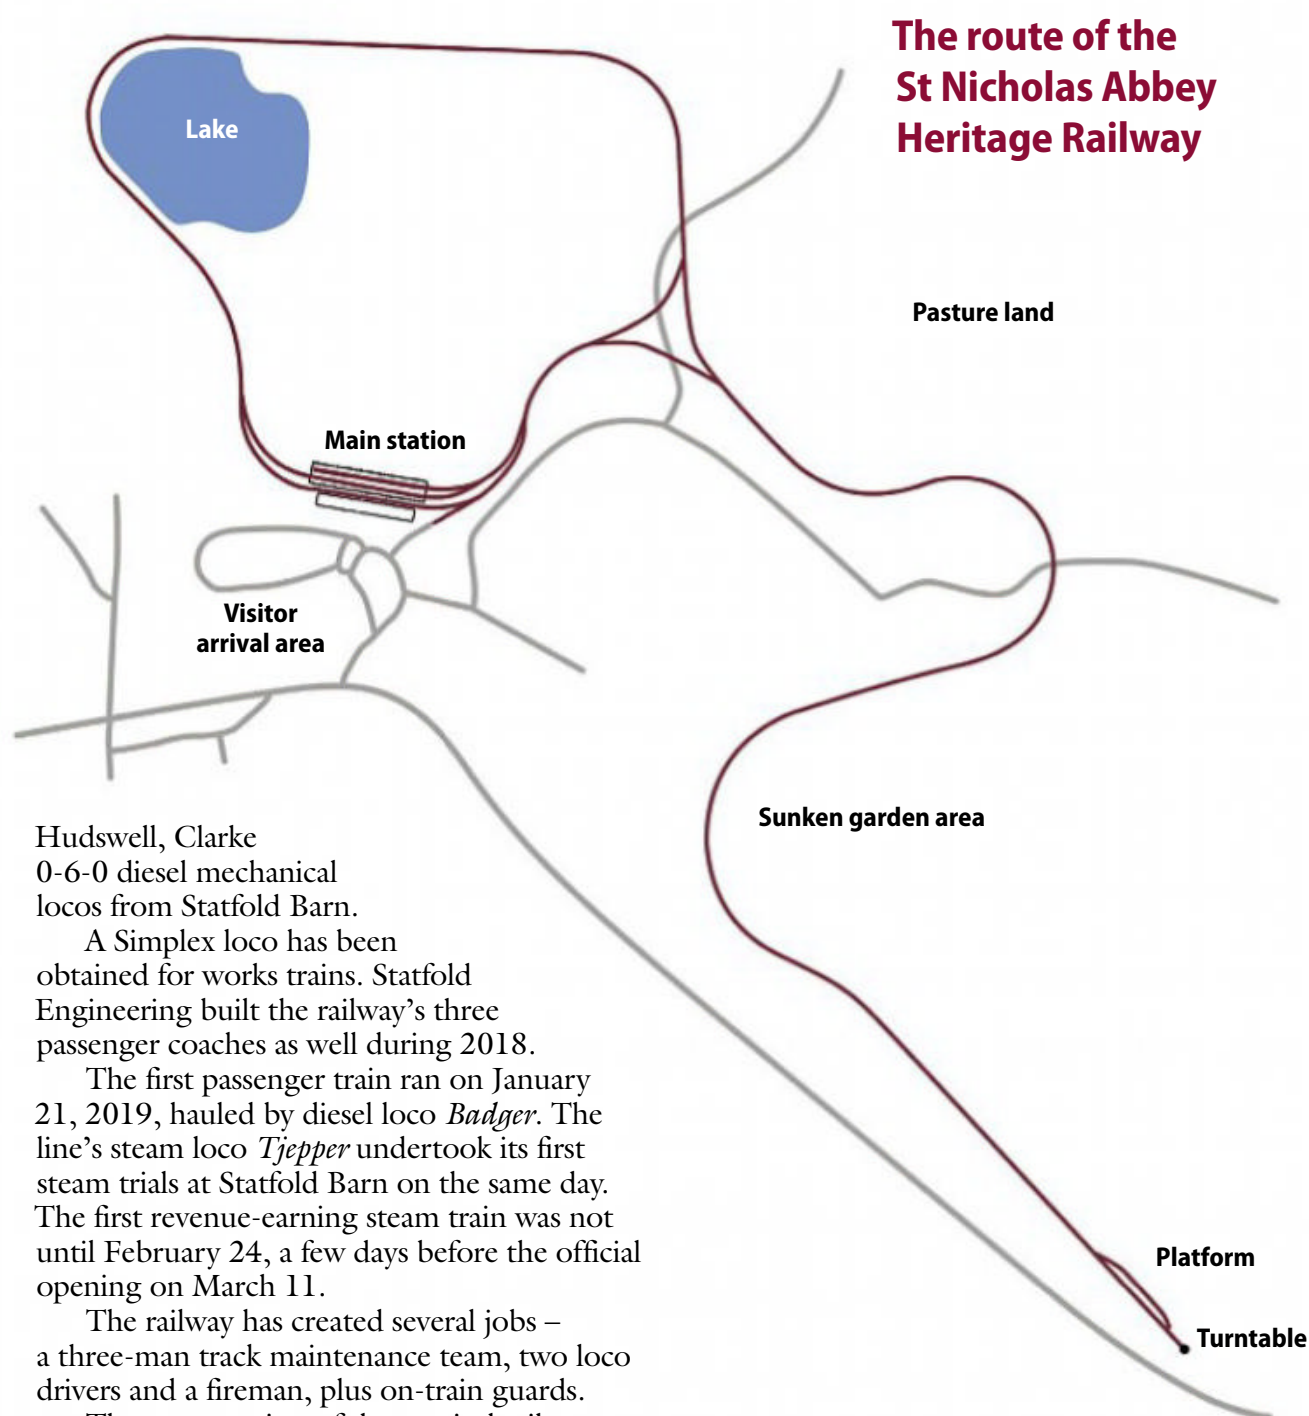 The route of the
St Nicholas Abbey
Heritage Railway
Lake
Pasture land
Main station
Visitor
arrival area
Sunken garden area
Platform
Turntable
Hudswell, Clarke
0-6-0 diesel mechanical
locos from Statfold Barn.
A Simplex loco has been
obtained for works trains. Statfold
Engineering built the railway’s three
passenger coaches as well during 2018.
The first passenger train ran on January
21, 2019, hauled by diesel loco Badger. The
line’s steam loco Tjepper undertook its first
steam trials at Statfold Barn on the same day.
The first revenue-earning steam train was not
until February 24, a few days before the official
opening on March 11.
The railway has created several jobs –
a three-man track maintenance team, two loco
drivers and a fireman, plus on-train guards.